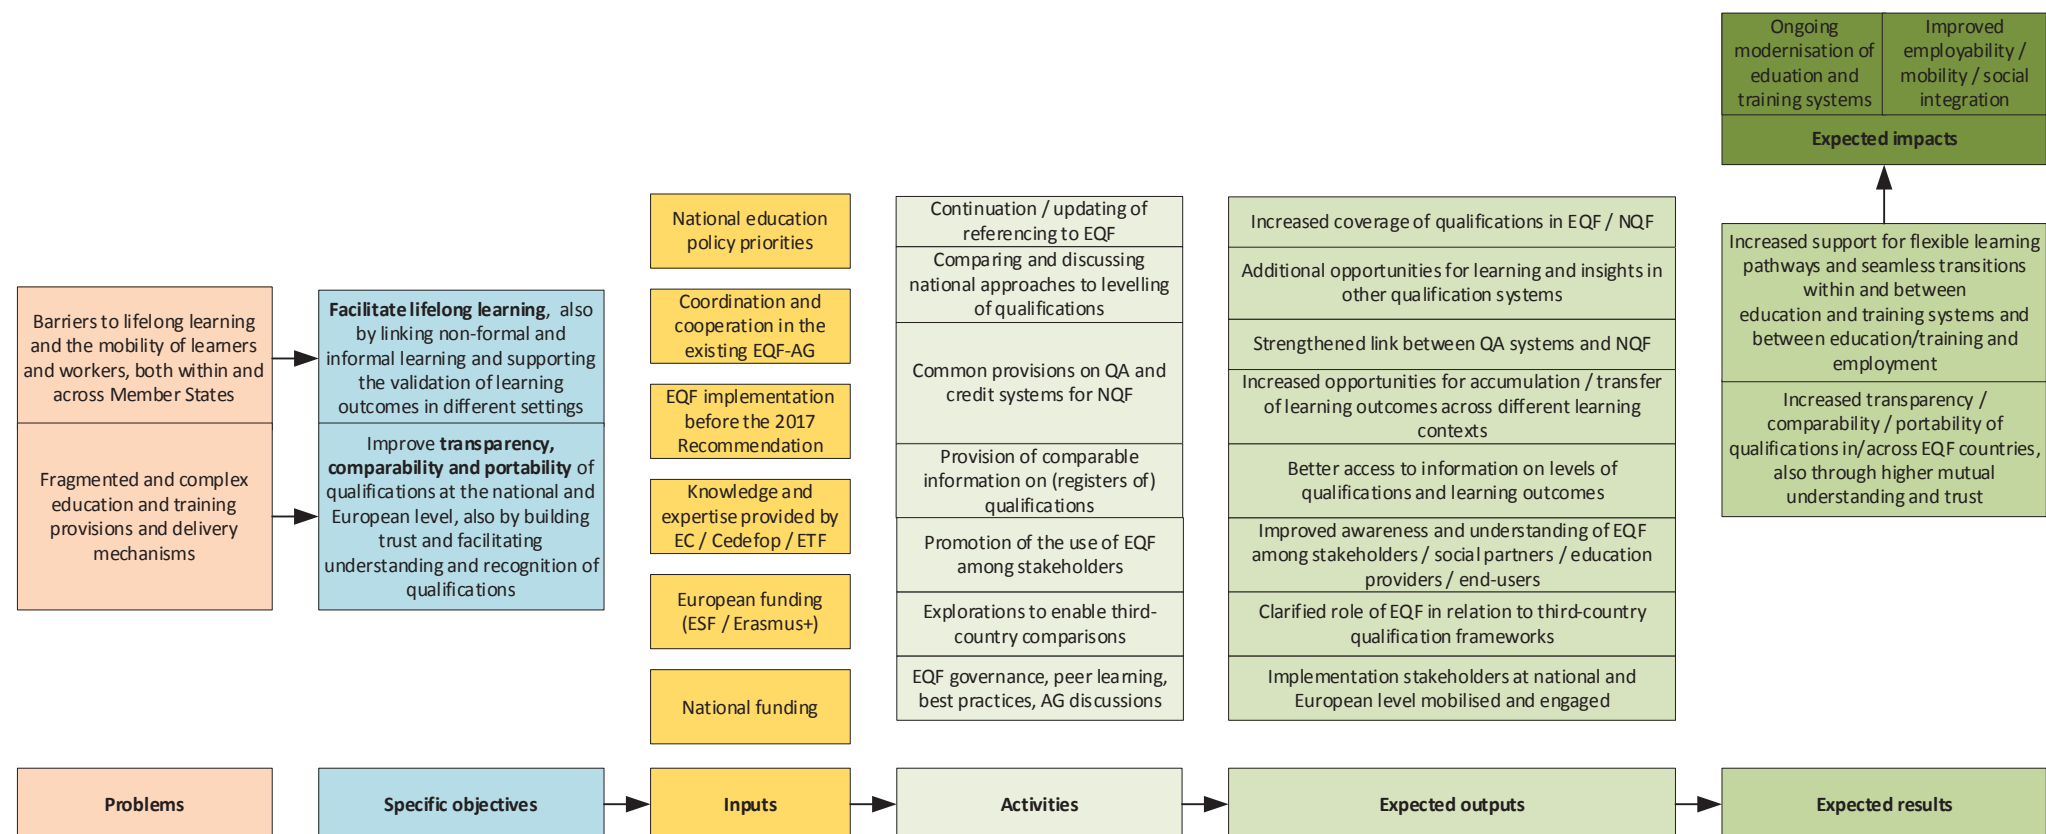 Ongoing
modernisation of
eduation and
training systems
Improved
employability /
mobility / social
integration
Expected impacts
Barriers to lifelong learning
and the mobility of learners
and workers, both within and
across Member States
Fragmented and complex
education and training
provisions and delivery
mechanisms
Facilitate lifelong learning, also
by linking non-formal and
informal learning and supporting
the validation of learning
outcomes in different settings
Improve transparency,
comparability and portability of
qualifications at the national and
European level, also by building
trust and facilitating
understanding and recognition of
qualifications
National education
policy priorities
Coordination and
cooperation in the
existing EQF-AG
EQF implementation
before the 2017
Recommendation
Knowledge and
expertise provided by
EC / Cedefop / ETF
European funding
(ESF / Erasmus+)
National funding
Continuation / updating of
referencing to EQF
Comparing and discussing
national approaches to levelling
of qualifications
Common provisions on QA and
credit systems for NQF
Provision of comparable
information on (registers of)
qualifications
Promotion of the use of EQF
among stakeholders
Explorations to enable third-
country comparisons
EQF governance, peer learning,
best practices, AG discussions
Increased coverage of qualifications in EQF / NQF
Additional opportunities for learning and insights in
other qualification systems
Strengthened link between QA systems and NQF
Increased opportunities for accumulation / transfer
of learning outcomes across different learning
contexts
Better access to information on levels of
qualifications and learning outcomes
Improved awareness and understanding of EQF
among stakeholders / social partners / education
providers / end-users
Clarified role of EQF in relation to third-country
qualification frameworks
Implementation stakeholders at national and
European level mobilised and engaged
Increased support for flexible learning
pathways and seamless transitions
within and between
education and training systems and
between education/training and
employment
Increased transparency /
comparability / portability of
qualifications in/across EQF countries,
also through higher mutual
understanding and trust
Problems
Specific objectives
Inputs
Activities
Expected outputs
Expected results